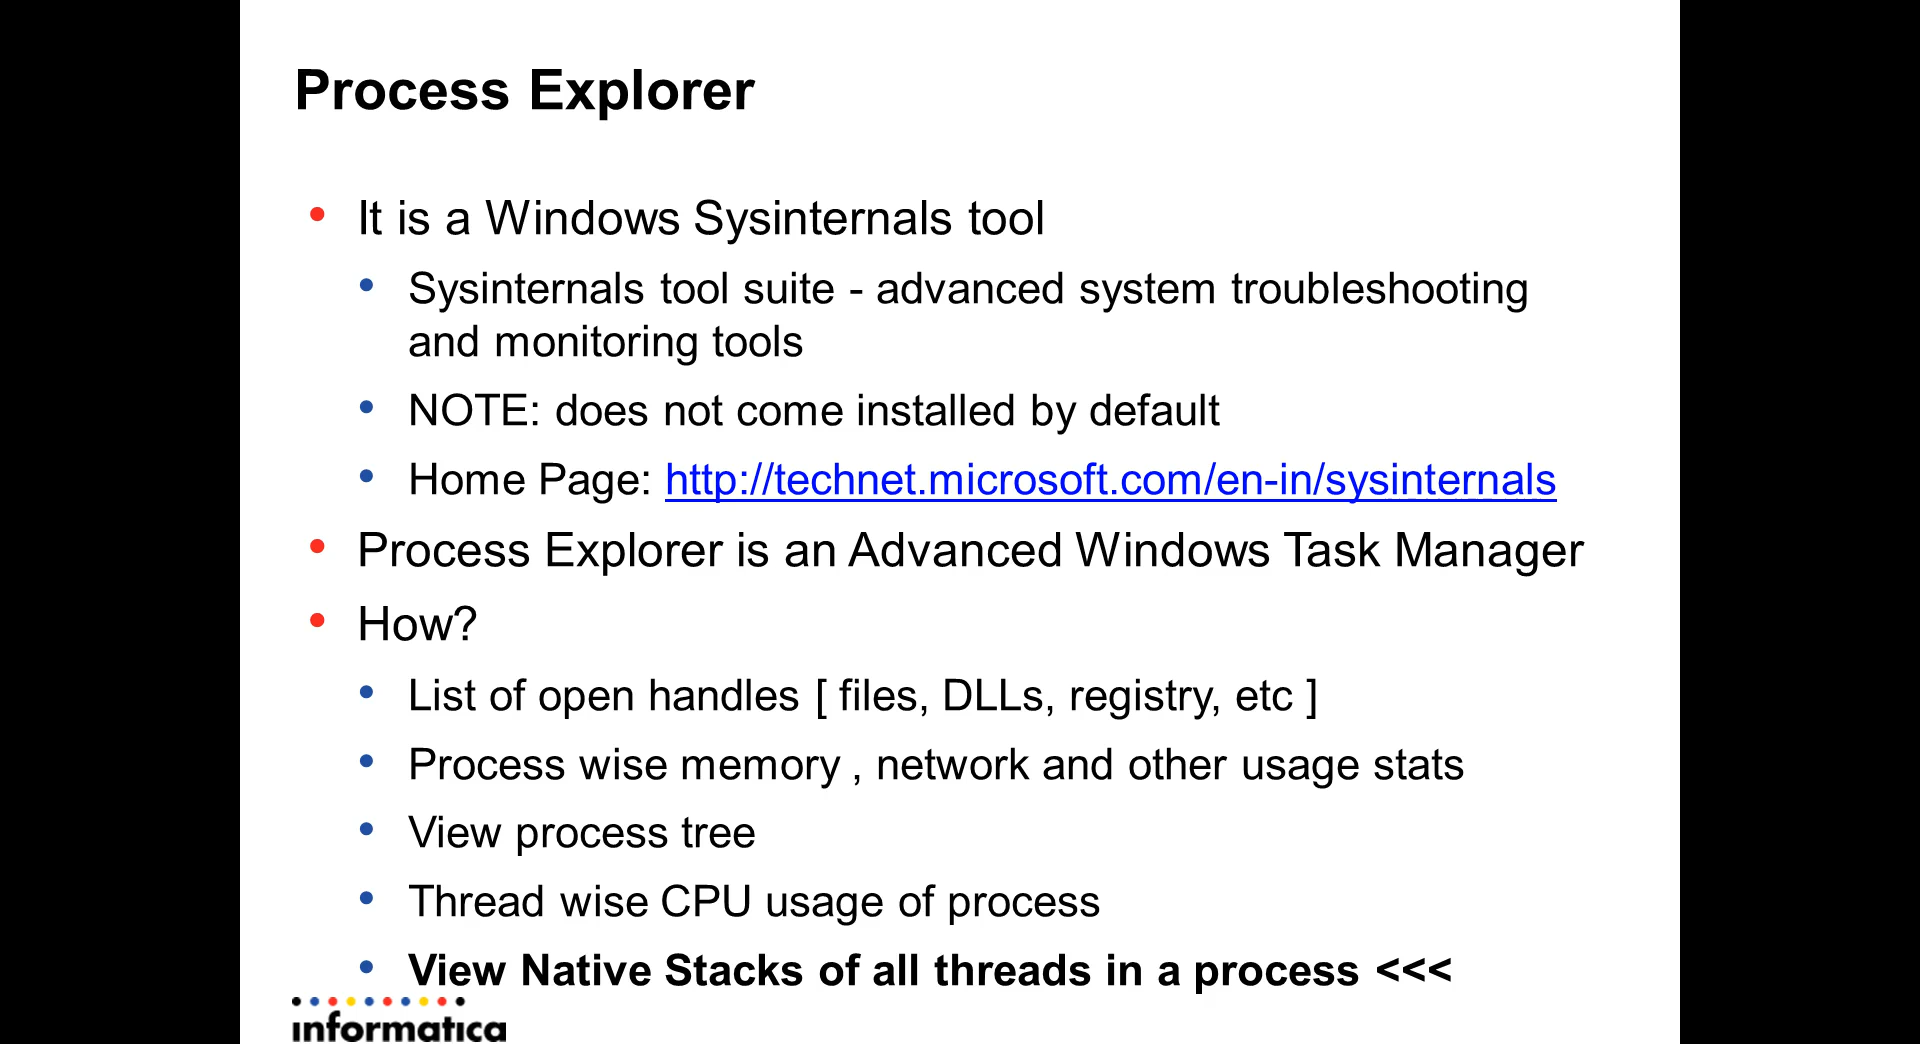 Process Explorer
• It is a Windows Sysinternals tool
• Sysinternals tool suite - advanced system troubleshooting
and monitoring tools
• NOTE: does not come installed by default
• Home Page: http://technet.microsoft.com/en-in/sysinternals
• Process Explorer is an Advanced Windows Task Manager
• How?
• List of open handles [ files, DLLs, registry, etc ]
• Process wise memory , network and other usage stats
• View process tree
• Thread wise CPU usage of process
• View Native Stacks of all threads in a process <<<
informatica